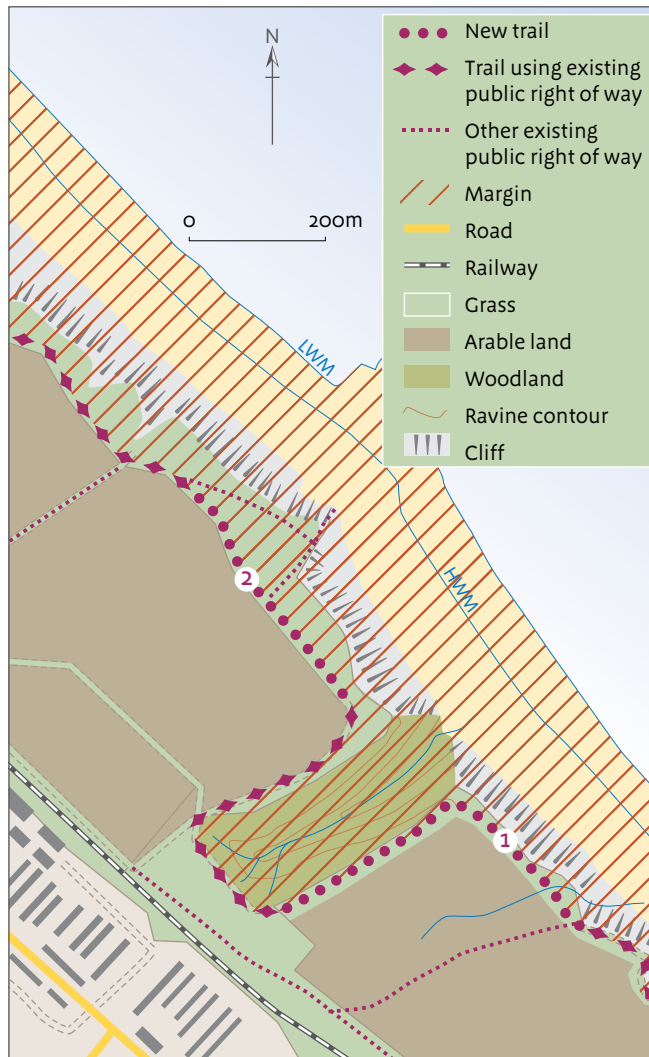 New trail
Trail using existing
public right of way
Other existing
public right of way
Margin
Road
Railway
Grass
Arable land
Woodland
Ravine contour
Cliff
N
0
200m
LWM
HWM
2
1